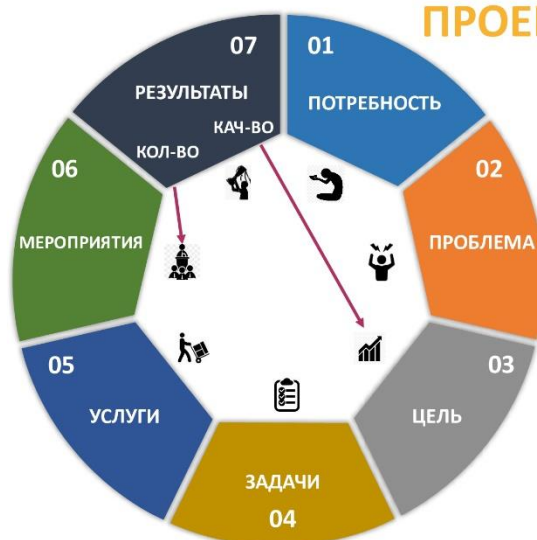 01
ПОТРЕБНОСТЬ
02
ПРОБЛЕМА
03
ЦЕЛЬ
ЗАДАЧИ
04
05
УСЛУГИ
06
МЕРОПРИЯТИЯ
07
РЕЗУЛЬТАТЫ
КАЧ-ВО
КОЛ-ВО